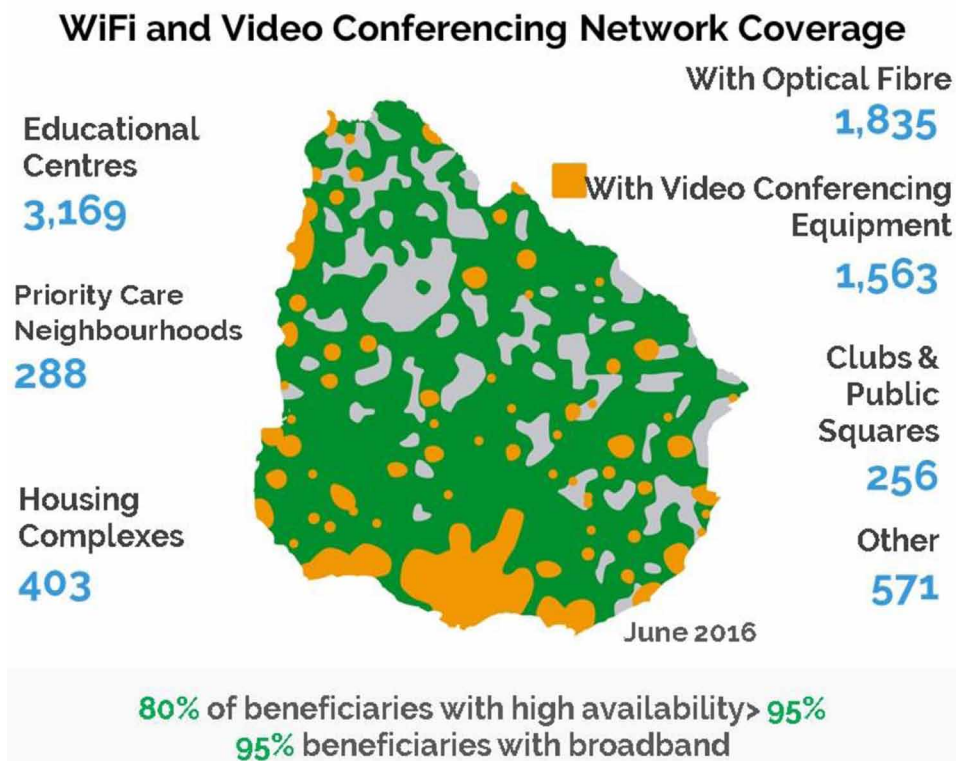 WiFi and Video Conferencing Network Coverage
With Optical Fibre
1,835
Educational
Centres
3,169
With Video Conferencing
Equipment
1,563
Priority Care
Neighbourhoods
288
Clubs &
Public
Squares
256
Housing
Complexes
403
Other
571
June 2016
80% of beneficiaries with high availability> 95%
95% beneficiaries with broadband